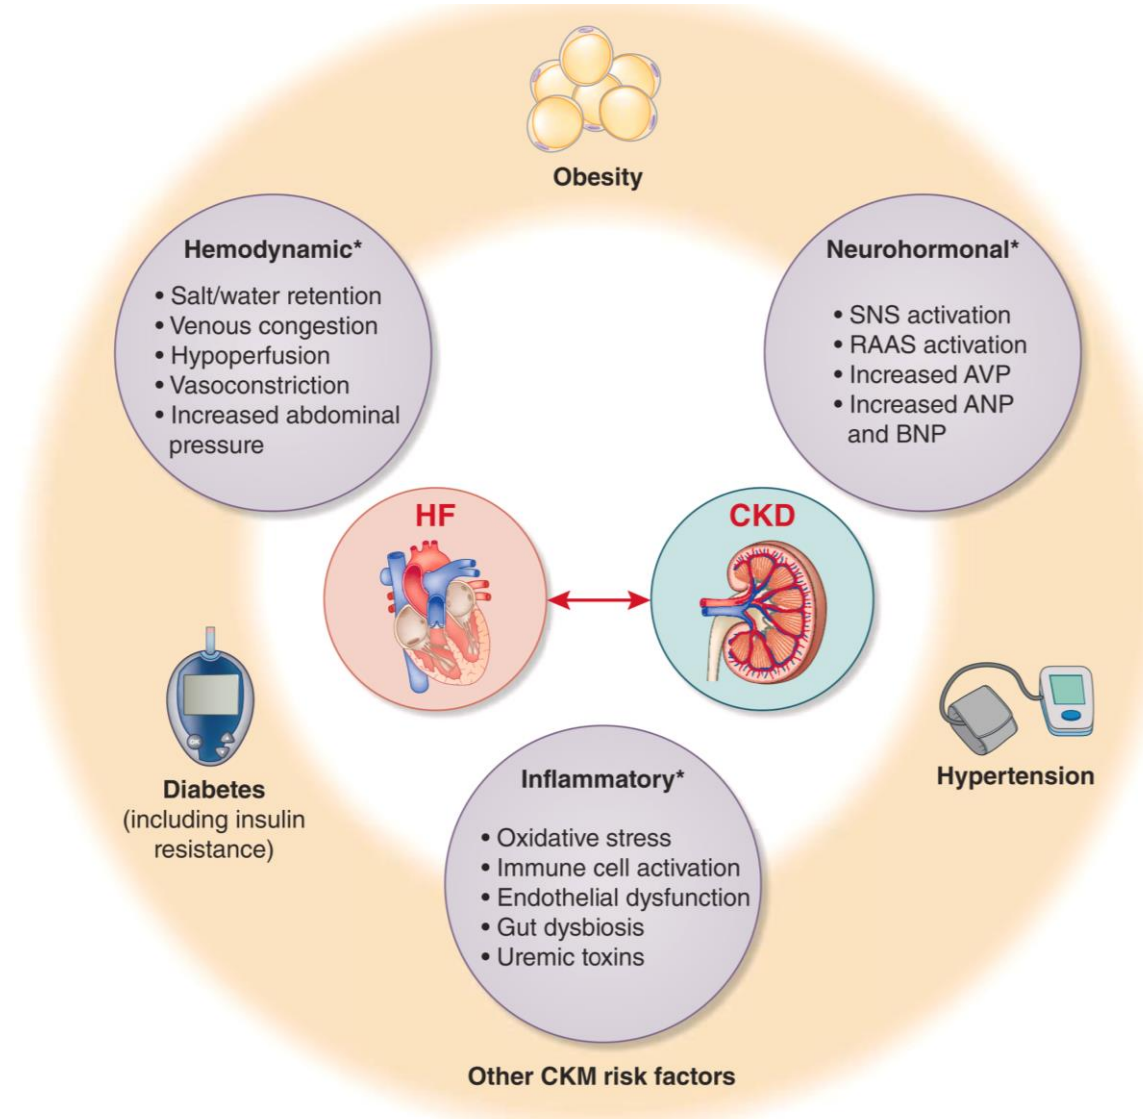 Obesity
Hemodynamic*
• Salt/water retention
• Venous congestion
• Hypoperfusion
• Vasoconstriction
• Increased abdominal
pressure
Neurohormonal*
• SNS activation
• RAAS activation
• Increased AVP
• Increased ANP
and BNP
HF
CKD
Diabetes
(including insulin
resistance)
OK
Hypertension
Inflammatory*
• Oxidative stress
• Immune cell activation
• Endothelial dysfunction
• Gut dysbiosis
• Uremic toxins
Other CKM risk factors